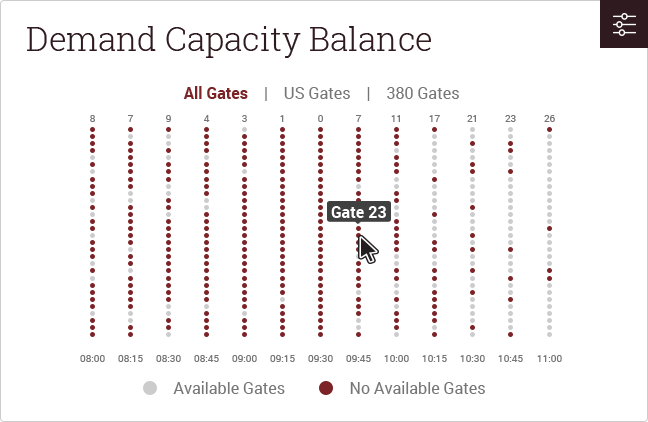 Demand Capacity Balance
All Gates | US Gates | 380 Gates
8 7 9 4 3 1 0 7 11 17 21 23 26
Gate 23
08:00 08:15 08:30 08:45 09:00 09:15 09:30 09:45 10:00 10:15 10:30 10:45 11:00
Available Gates No Available Gates